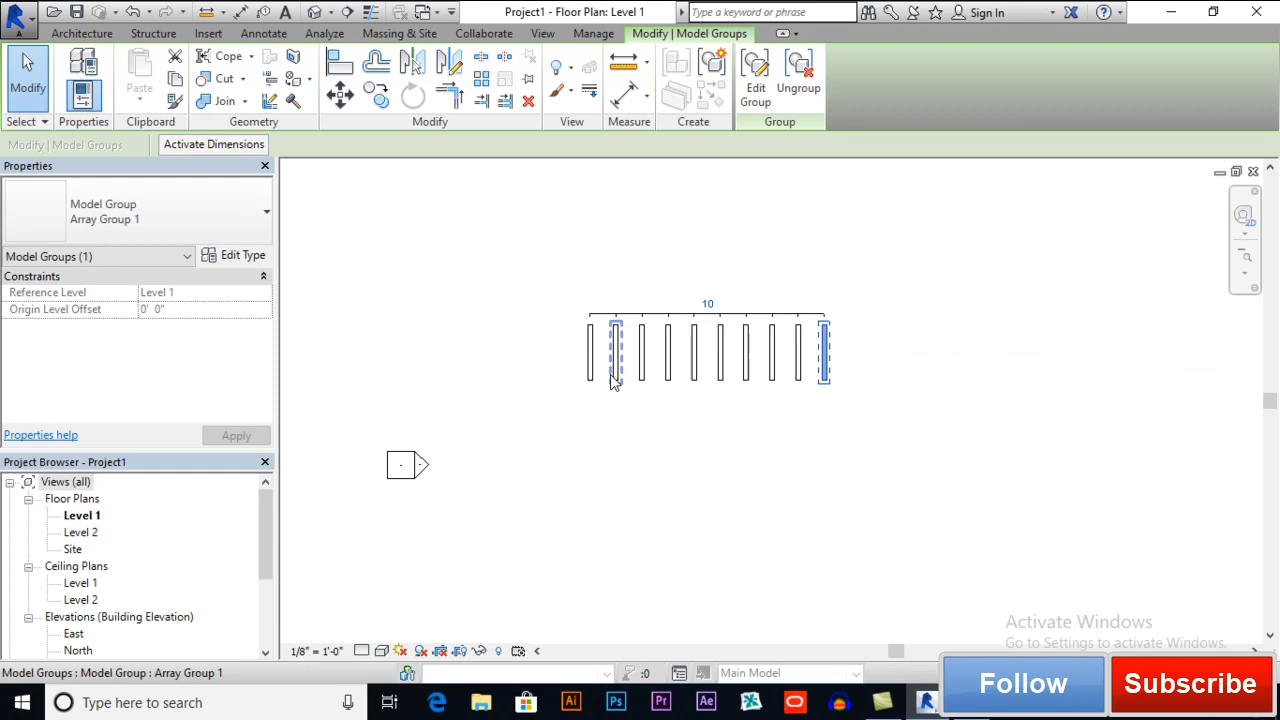 Project1 - Floor Plan: Level 1
Type a keyword or phrase
Sign In
Architecture
Structure
Insert
Annotate
Analyze
Massing & Site
Collaborate
View
Manage
Modify | Model Groups
Modify
Paste
Cope
Cut
Join
Edit
Group
Ungroup
Select
Properties
Clipboard
Geometry
Modify
View
Measure
Create
Group
Modify | Model Groups
Activate Dimensions
Properties
Model Group
Array Group 1
Model Groups (1)
Edit Type
Constraints
Reference Level
Level 1
Origin Level Offset
0' 0"
Properties help
Apply
Project Browser - Project1
Views (all)
Floor Plans
Level 1
Level 2
Site
Ceiling Plans
Level 1
Level 2
Elevations (Building Elevation)
East
North
10
2D
1/8" = 1'-0"
Activate Windows
Go to Settings to activate Windows.
Model Groups : Model Group : Array Group 1
:0
Main Model
Follow
Subscribe
Type here to search
Ai
Ps
Pr
Ae